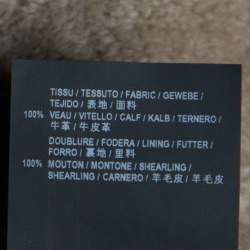 TISSU / TESSUTO / FABRIC / GEWEBE /
TEJIDO / 表地 / 面料
100% VEAU / VITELLO / CALF / KALB / TERNERO /
牛革 / 牛皮革
DOUBLURE / FODERA / LINING / FUTTER /
FORRO / 裏地 / 里料
100% MOUTON / MONTONE / SHEARLING /
SHEARLING / CARNERO / 羊毛皮 / 羊毛皮